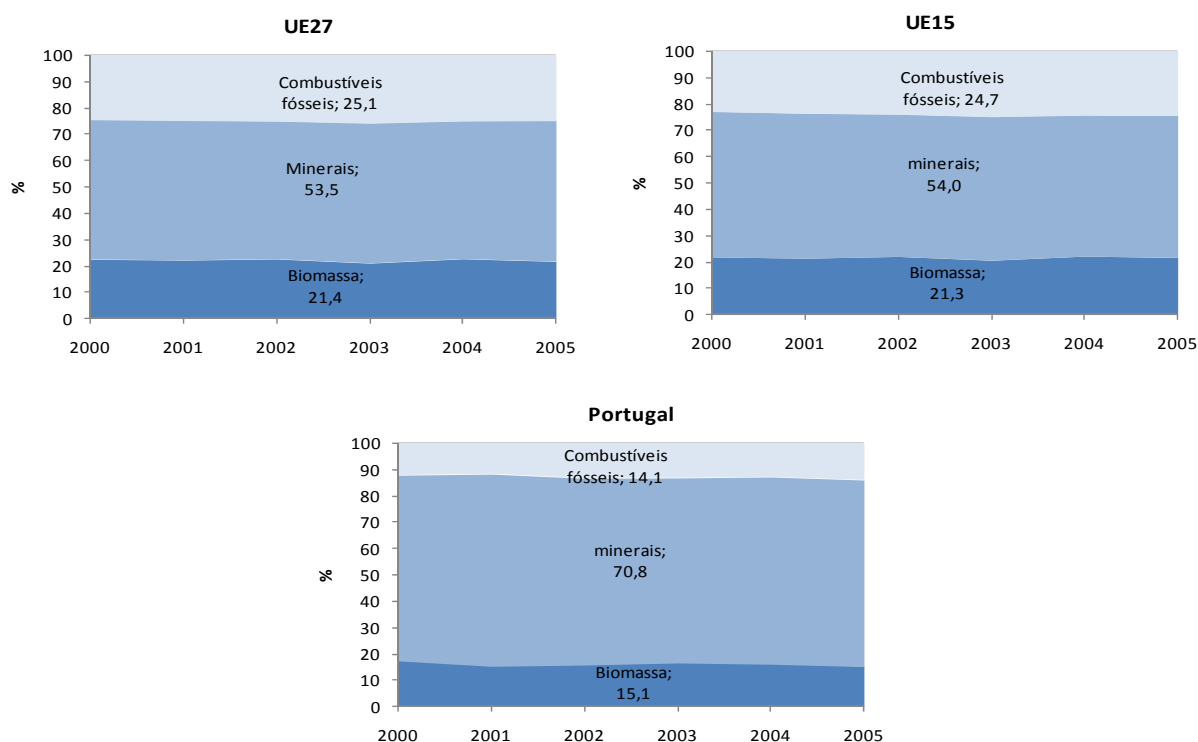 UE27
100
90
80
70
60
50
40
30
20
10
0
%
Combustíveis
fósseis; 25,1
Minerais;
53,5
Biomassa;
21,4
2000 2001 2002 2003 2004 2005
UE15
100
90
80
70
60
50
40
30
20
10
0
%
Combustíveis
fósseis; 24,7
minerais;
54,0
Biomassa;
21,3
2000 2001 2002 2003 2004 2005
Portugal
100
90
80
70
60
50
40
30
20
10
0
%
Combustíveis
fósseis; 14,1
minerais;
70,8
Biomassa;
15,1
2000 2001 2002 2003 2004 2005